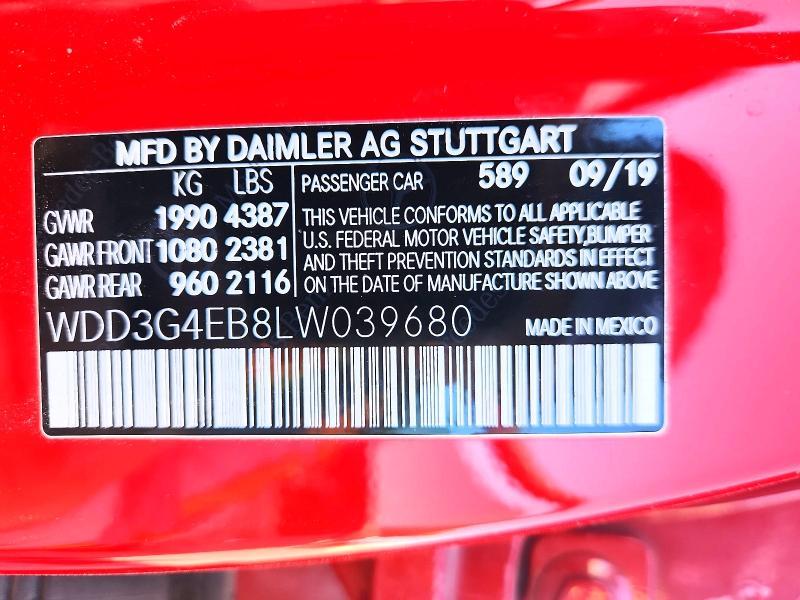 MFD BY DAIMLER AG STUTTGART
KG LBS
GVWR 1990 4387
GAWR FRONT 1080 2381
GAWR REAR 960 2116
PASSENGER CAR 589 09/19
THIS VEHICLE CONFORMS TO ALL APPLICABLE
U.S. FEDERAL MOTOR VEHICLE SAFETY,BUMPER
AND THEFT PREVENTION STANDARDS IN EFFECT
ON THE DATE OF MANUFACTURE SHOWN ABOVE
WDD3G4EB8LW039680
MADE IN MEXICO